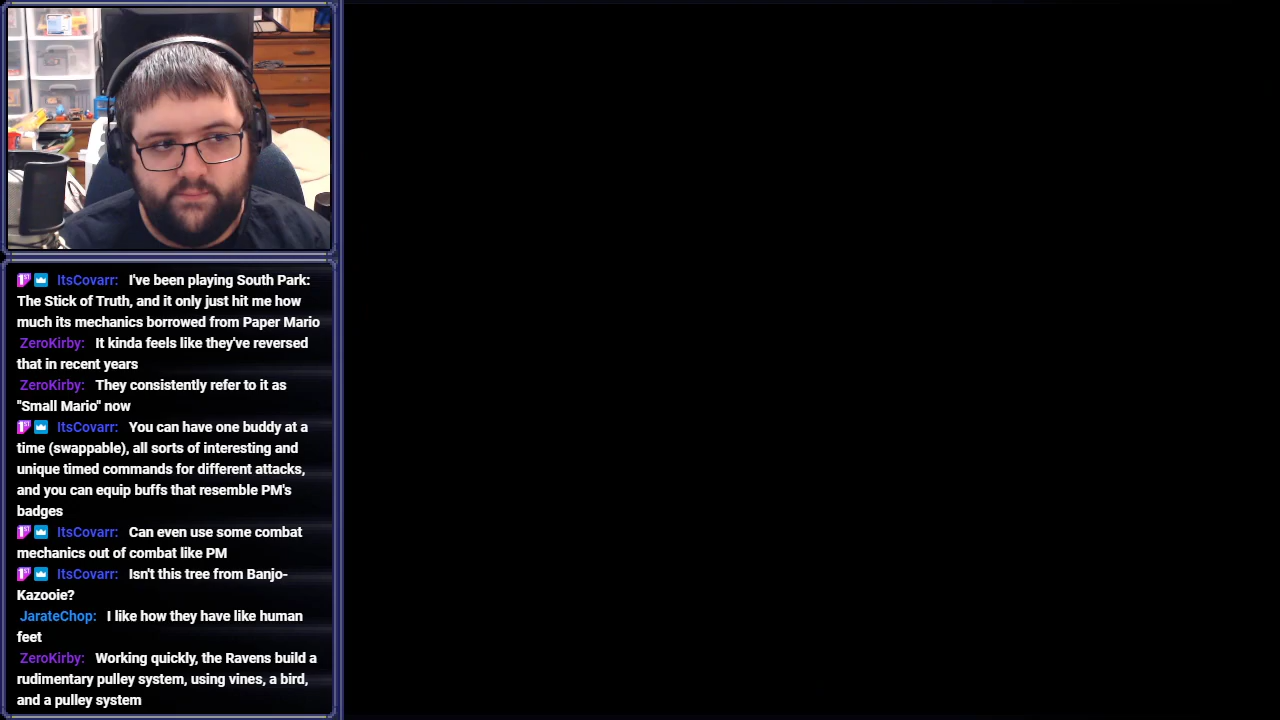 ItsCovarr: I've been playing South Park:
The Stick of Truth, and it only just hit me how
much its mechanics borrowed from Paper Mario
ZeroKirby: It kinda feels like they've reversed
that in recent years
ZeroKirby: They consistently refer to it as
"Small Mario" now
ItsCovarr: You can have one buddy at a
time (swappable), all sorts of interesting and
unique timed commands for different attacks,
and you can equip buffs that resemble PM's
badges
ItsCovarr: Can even use some combat
mechanics out of combat like PM
ItsCovarr: Isn't this tree from Banjo-
Kazooie?
JarateChop: I like how they have like human
feet
ZeroKirby: Working quickly, the Ravens build a
rudimentary pulley system, using vines, a bird,
and a pulley system